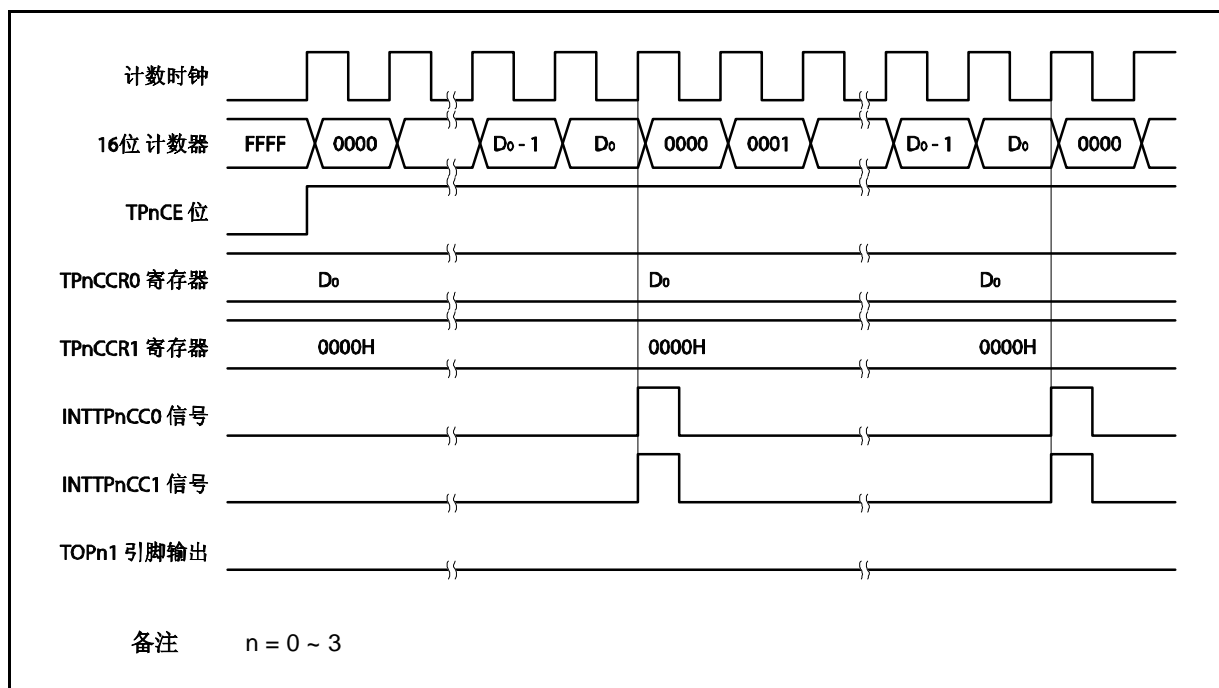 计数时钟
16位 计数器 FFFF 0000 D₀ - 1 D₀ 0000 0001 D₀ - 1 D₀ 0000
TPnCE 位
TPnCCR0 寄存器 D₀ D₀ D₀
TPnCCR1 寄存器 0000H 0000H 0000H
INTTPnCC0 信号
INTTPnCC1 信号
TOPn1 引脚输出
备注 n = 0 ~ 3